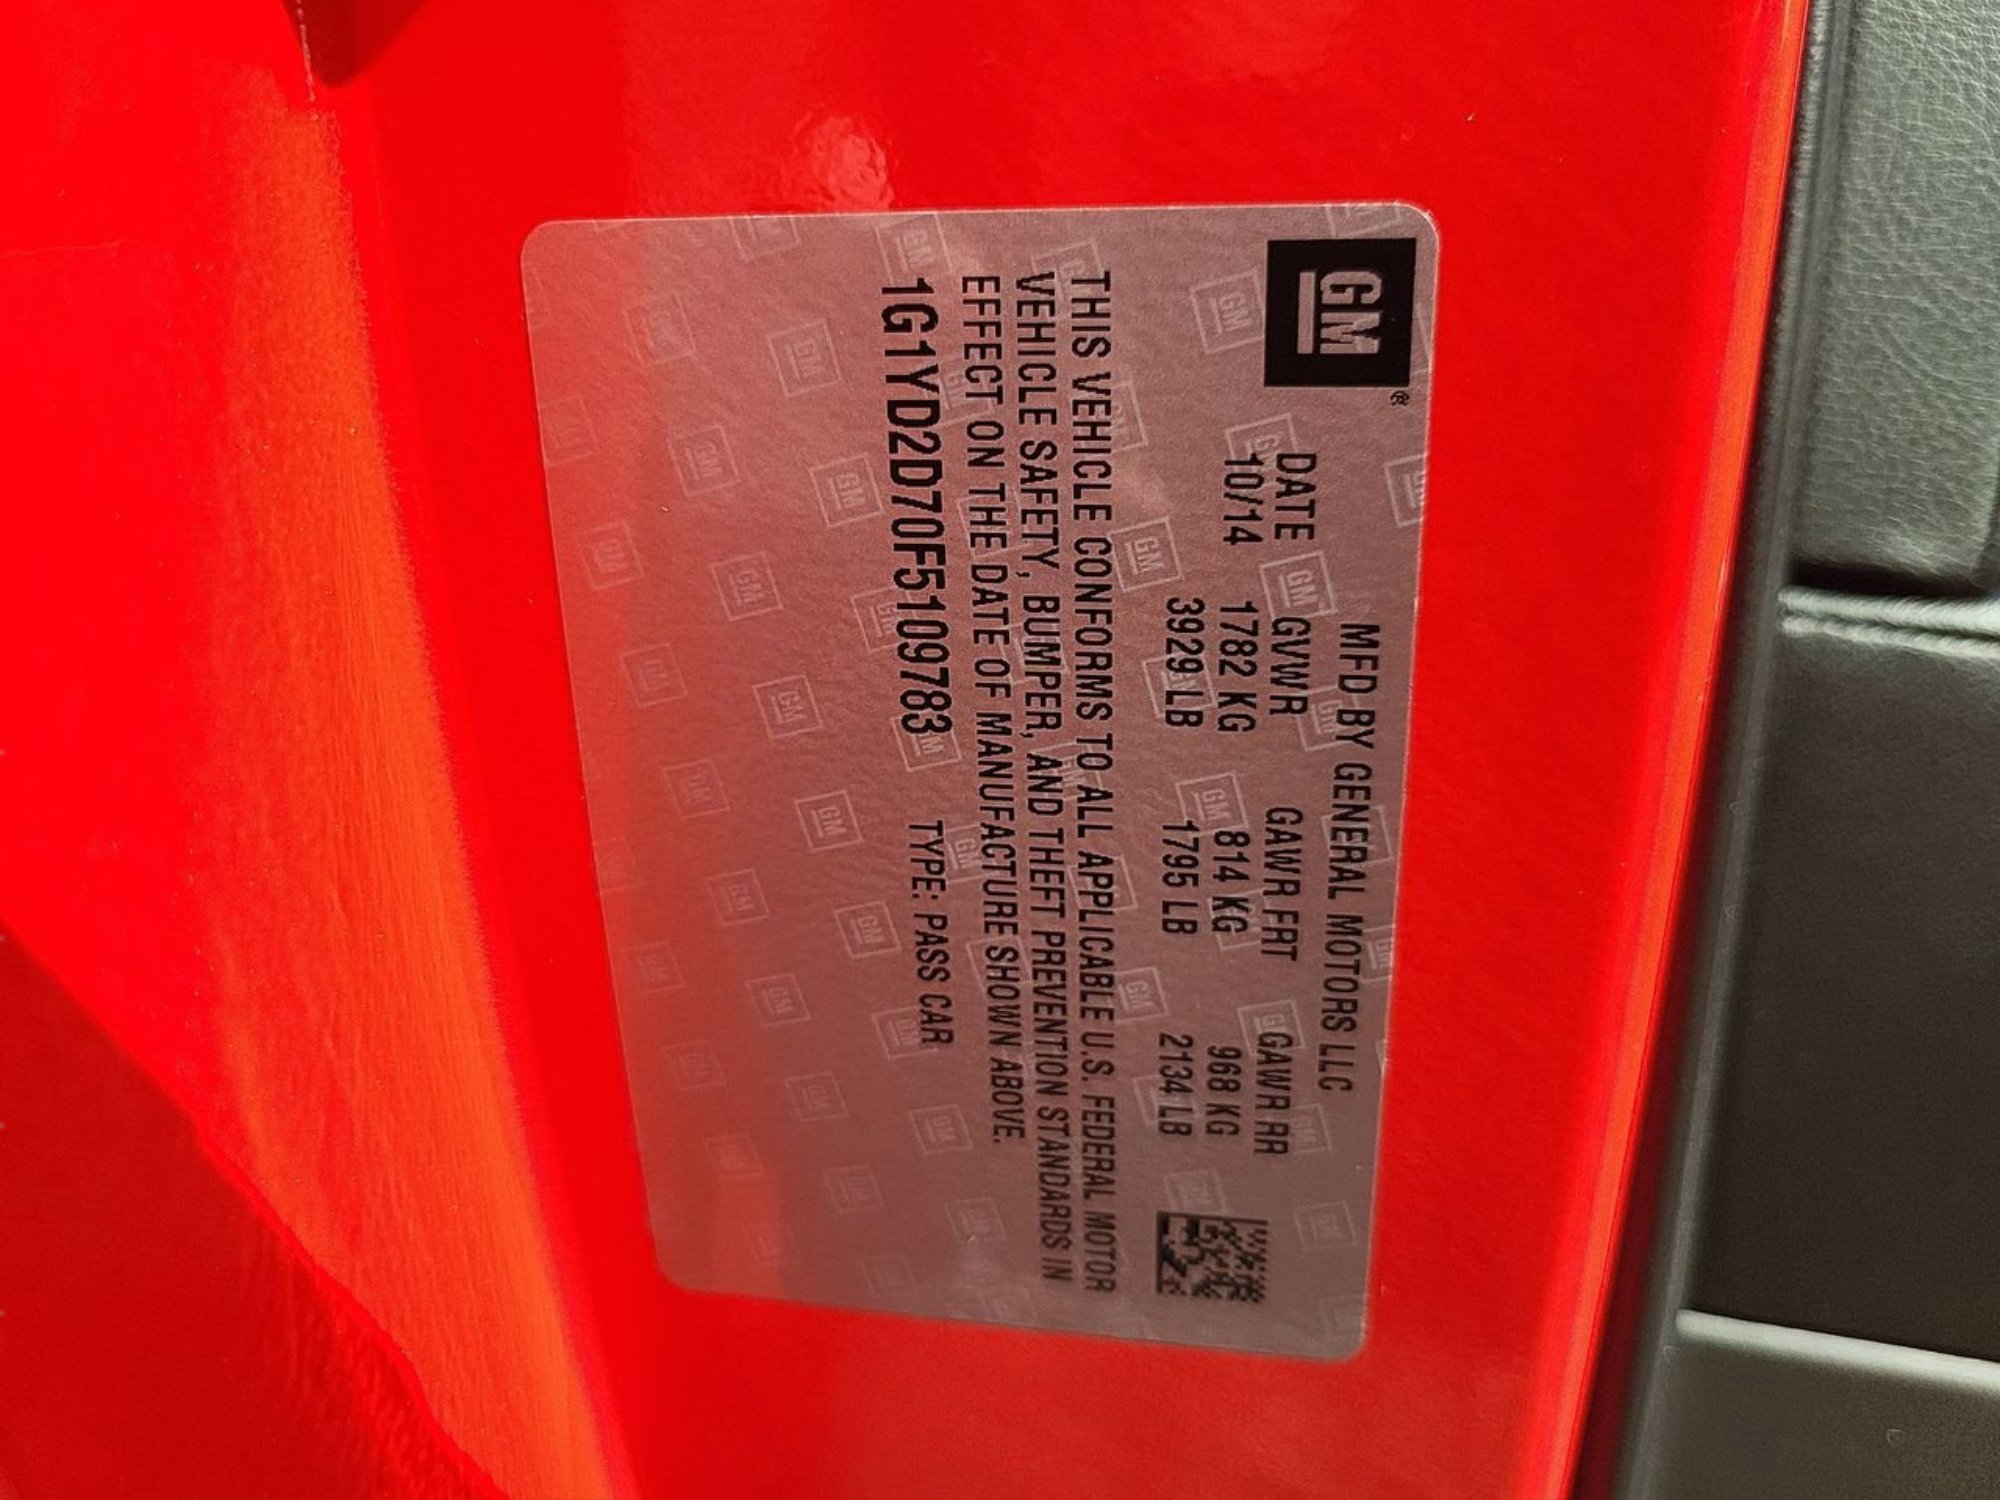 GM®
MFD BY GENERAL MOTORS LLC
DATE GVWR GAWR FRT GAWR RR
10/14 1782 KG 814 KG 968 KG
3929 LB 1795 LB 2134 LB
THIS VEHICLE CONFORMS TO ALL APPLICABLE U.S. FEDERAL MOTOR
VEHICLE SAFETY, BUMPER, AND THEFT PREVENTION STANDARDS IN
EFFECT ON THE DATE OF MANUFACTURE SHOWN ABOVE.
1G1YD2D70F5109783 TYPE: PASS CAR